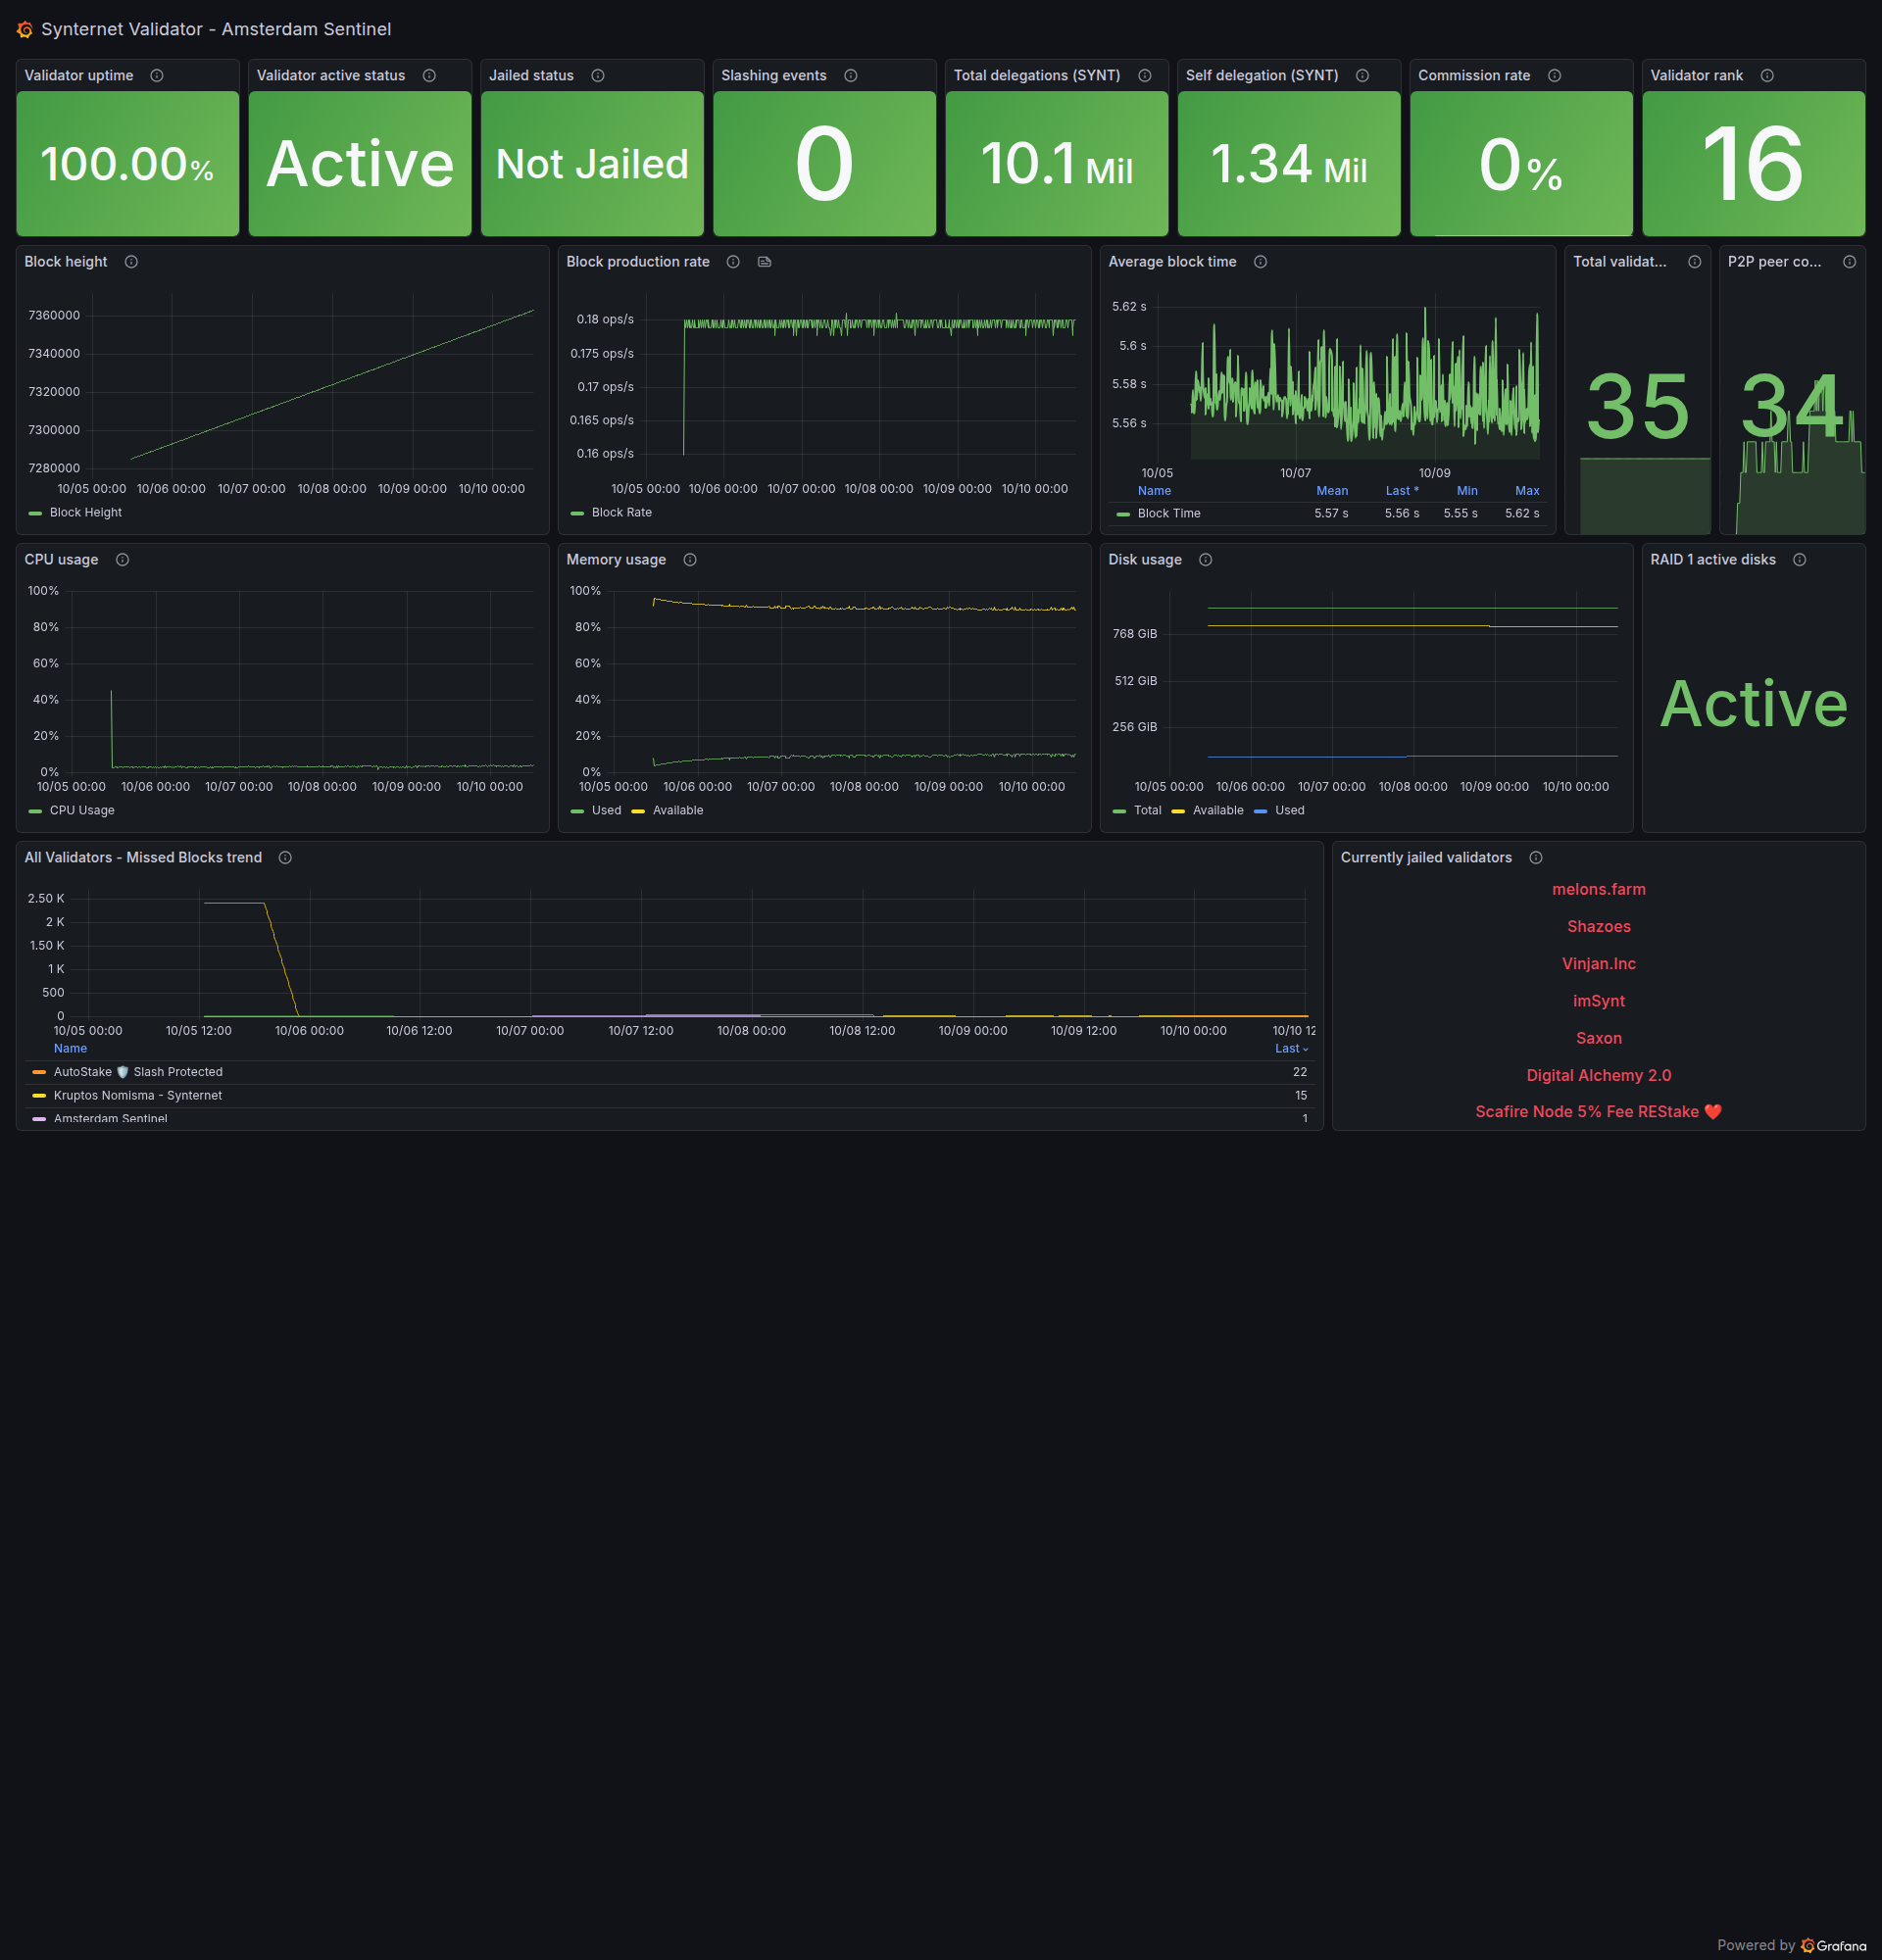 Synternet Validator - Amsterdam Sentinel
Validator uptime
100.00%
Validator active status
Active
Jailed status
Not Jailed
Slashing events
0
Total delegations (SYNT)
10.1 Mil
Self delegation (SYNT)
1.34 Mil
Commission rate
0%
Validator rank
16
Block height
7360000
7340000
7320000
7300000
7280000
10/05 00:00 10/06 00:00 10/07 00:00 10/08 00:00 10/09 00:00 10/10 00:00
Block Height
Block production rate
0.18 ops/s
0.175 ops/s
0.17 ops/s
0.165 ops/s
0.16 ops/s
10/05 00:00 10/06 00:00 10/07 00:00 10/08 00:00 10/09 00:00 10/10 00:00
Block Rate
Average block time
5.62 s
5.6 s
5.58 s
5.56 s
10/05 10/07 10/09
Name Mean Last * Min Max
Block TIme 5.57 s 5.56 s 5.55 s 5.62 s
Total validat...
35
P2P peer co...
34
CPU usage
100%
80%
60%
40%
20%
0%
10/05 00:00 10/06 00:00 10/07 00:00 10/08 00:00 10/09 00:00 10/10 00:00
CPU Usage
Memory usage
100%
80%
60%
40%
20%
0%
10/05 00:00 10/06 00:00 10/07 00:00 10/08 00:00 10/09 00:00 10/10 00:00
Used Available
Disk usage
768 GiB
512 GiB
256 GiB
10/05 00:00 10/06 00:00 10/07 00:00 10/08 00:00 10/09 00:00 10/10 00:00
Total Available Used
RAID 1 active disks
Active
All Validators - Missed Blocks trend
2.50 K
2 K
1.50 K
1 K
500
0
10/05 00:00 10/05 12:00 10/06 00:00 10/06 12:00 10/07 00:00 10/07 12:00 10/08 00:00 10/08 12:00 10/09 00:00 10/09 12:00 10/10 00:00 10/10 12
Name Last
AutoStake 🛡️ Slash Protected 22
Kruptos Nomisma - Synternet 15
Amsterdam Sentinel 1
Currently jailed validators
melons.farm
Shazoes
Vinjan.Inc
imSynt
Saxon
Digital Alchemy 2.0
Scafire Node 5% Fee REStake ❤️
Powered by Grafana